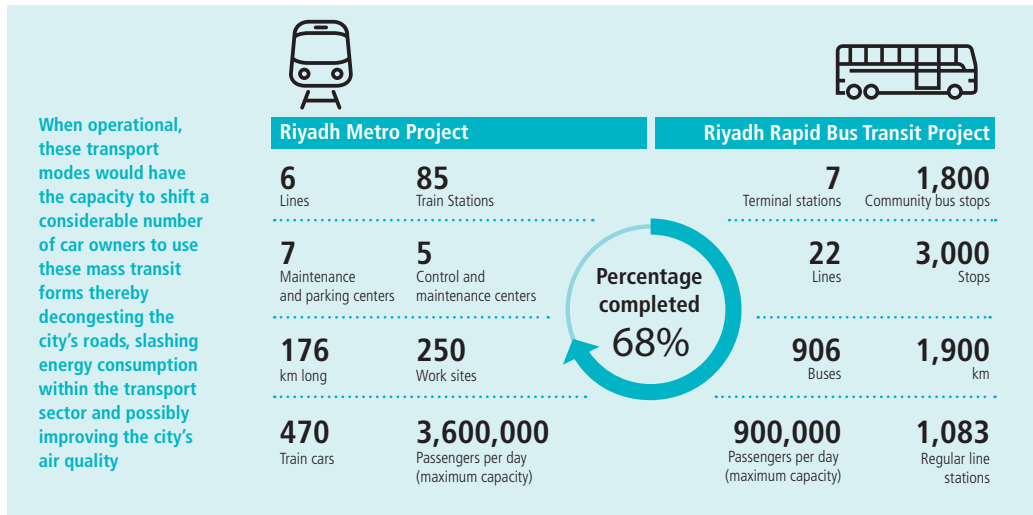 When operational,
these transport
modes would have
the capacity to shift a
considerable number
of car owners to use
these mass transit
forms thereby
decongesting the
city's roads, slashing
energy consumption
within the transport
sector and possibly
improving the city's
air quality
Riyadh Metro Project
6
Lines
85
Train Stations
7
Maintenance
and parking centers
5
Control and
maintenance centers
176
km long
250
Work sites
470
Train cars
3,600,000
Passengers per day
(maximum capacity)
Percentage
completed
68%
Riyadh Rapid Bus Transit Project
7
Terminal stations
1,800
Community bus stops
22
Lines
3,000
Stops
906
Buses
1,900
km
900,000
Passengers per day
(maximum capacity)
1,083
Regular line
stations